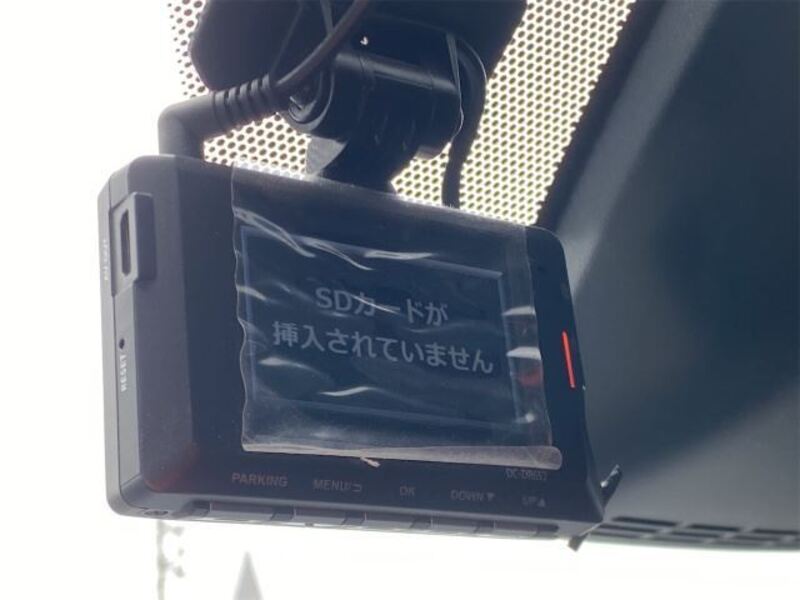 SDカードが
挿入されていません
RESET
DC-DR652
PARKING
MENU/⊃
OK
DOWN▼
UP▲